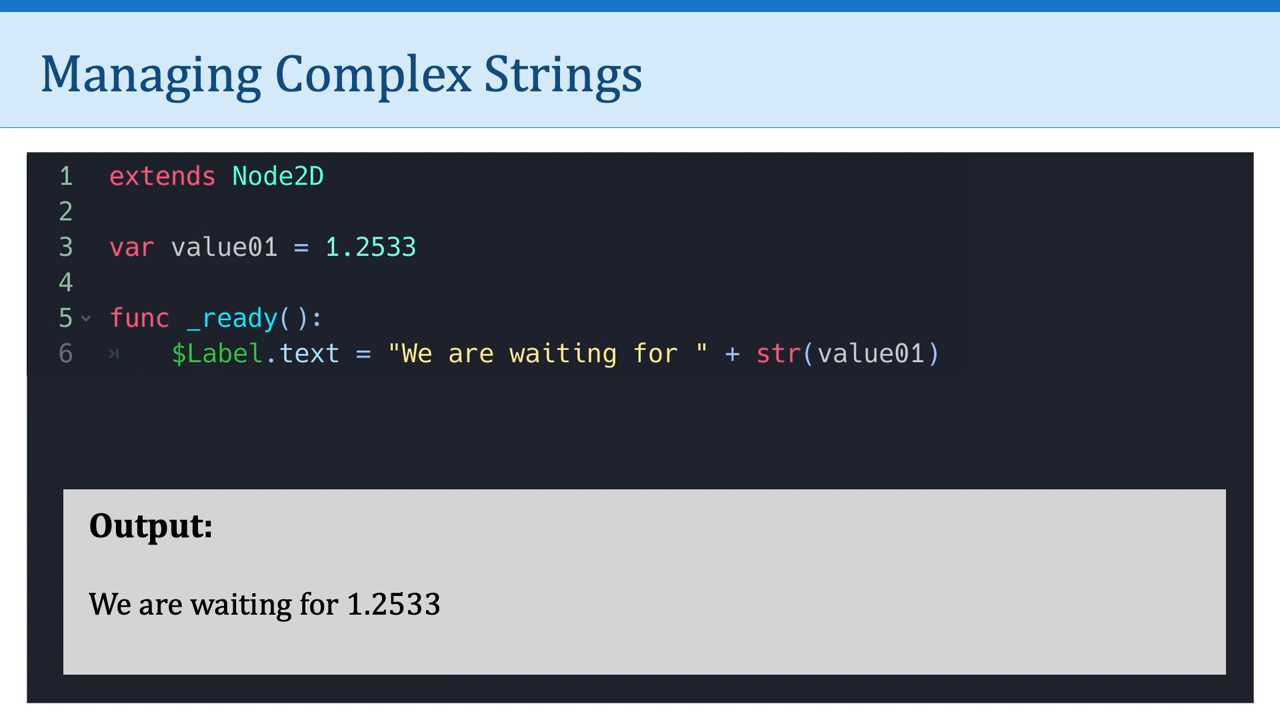 Managing Complex Strings
1 extends Node2D
2
3 var value01 = 1.2533
4
5 func _ready():
6 $Label.text = "We are waiting for " + str(value01)
Output:
We are waiting for 1.2533